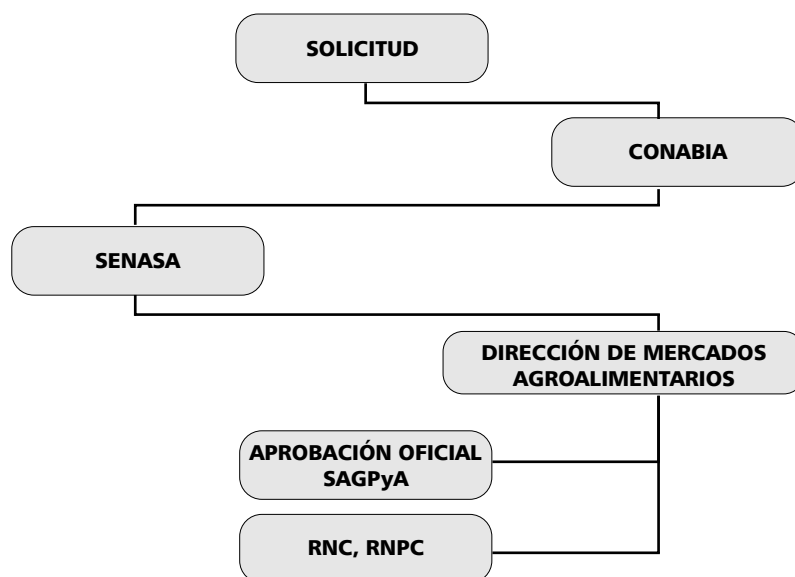 SOLICITUD
CONABIA
SENASA
DIRECCIÓN DE MERCADOS
AGROALIMENTARIOS
APROBACIÓN OFICIAL
SAGPyA
RNC, RNPC